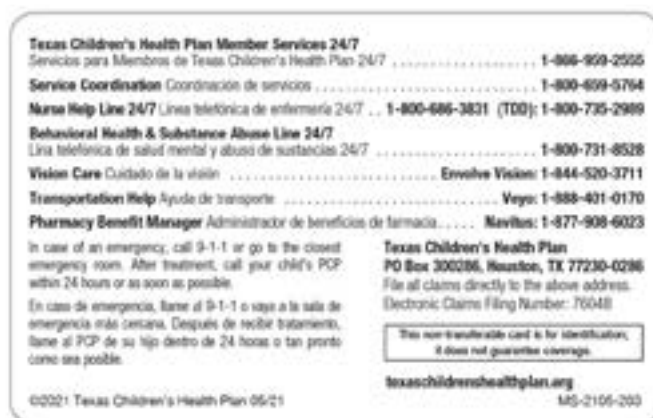 Texas Children's Health Plan Member Services 24/7
Servicios para Miembros de Texas Children's Health Plan 24/7 . . . . . . . . . . . . . . . . . 1-866-959-2555
Service Coordination Coordinación de servicios . . . . . . . . . . . . . . . . . . . . . . . . . . . 1-800-659-5764
Nurse Help Line 24/7 Línea telefónica de enfermería 24/7 . . 1-800-686-3831 (TDD): 1-800-735-2989
Behavioral Health & Substance Abuse Line 24/7
Lína telefónica de salud mental y abuso de sustancias 24/7 . . . . . . . . . . . . . . . . . . . . 1-800-731-8528
Vision Care Cuidado de la visión . . . . . . . . . . . . . . . . . . . . . . . . . Envolve Vision: 1-844-520-3711
Transportation Help Ayuda de transporte . . . . . . . . . . . . . . . . . . . . . . . . . Veyo: 1-888-401-0170
Pharmacy Benefit Manager Administrador de beneficios de farmacia . . . . . Navitus: 1-877-908-6023
In case of an emergency, call 9-1-1 or go to the closest
emergency room. After treatment, call your child's PCP
within 24 hours or as soon as possible.
En caso de emergencia, llame al 9-1-1 o vaya a la sala de
emergencia más cercana. Después de recibir tratamiento,
llame al PCP de su hijo dentro de 24 horas o tan pronto
como sea posible.
Texas Children's Health Plan
PO Box 300286, Houston, TX 77230-0286
File all claims directly to the above address.
Electronic Claims Filing Number: 76048
This non-transferable card is for identification,
it does not guarantee coverage.
texaschildrenshealthplan.org
©2021 Texas Children's Health Plan 05/21
MS-2105-203